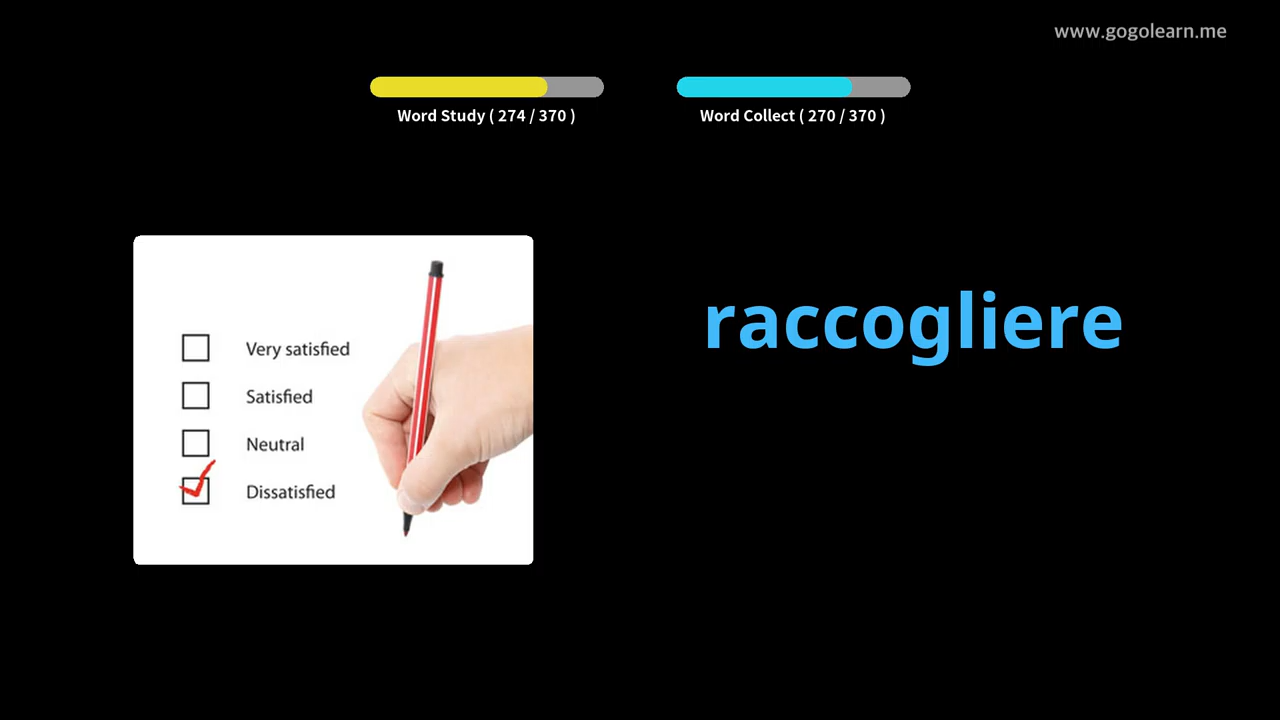 www.gogolearn.me
Word Study ( 274 / 370 )
Word Collect ( 270 / 370 )
raccogliere
Very satisfied
Satisfied
Neutral
Dissatisfied